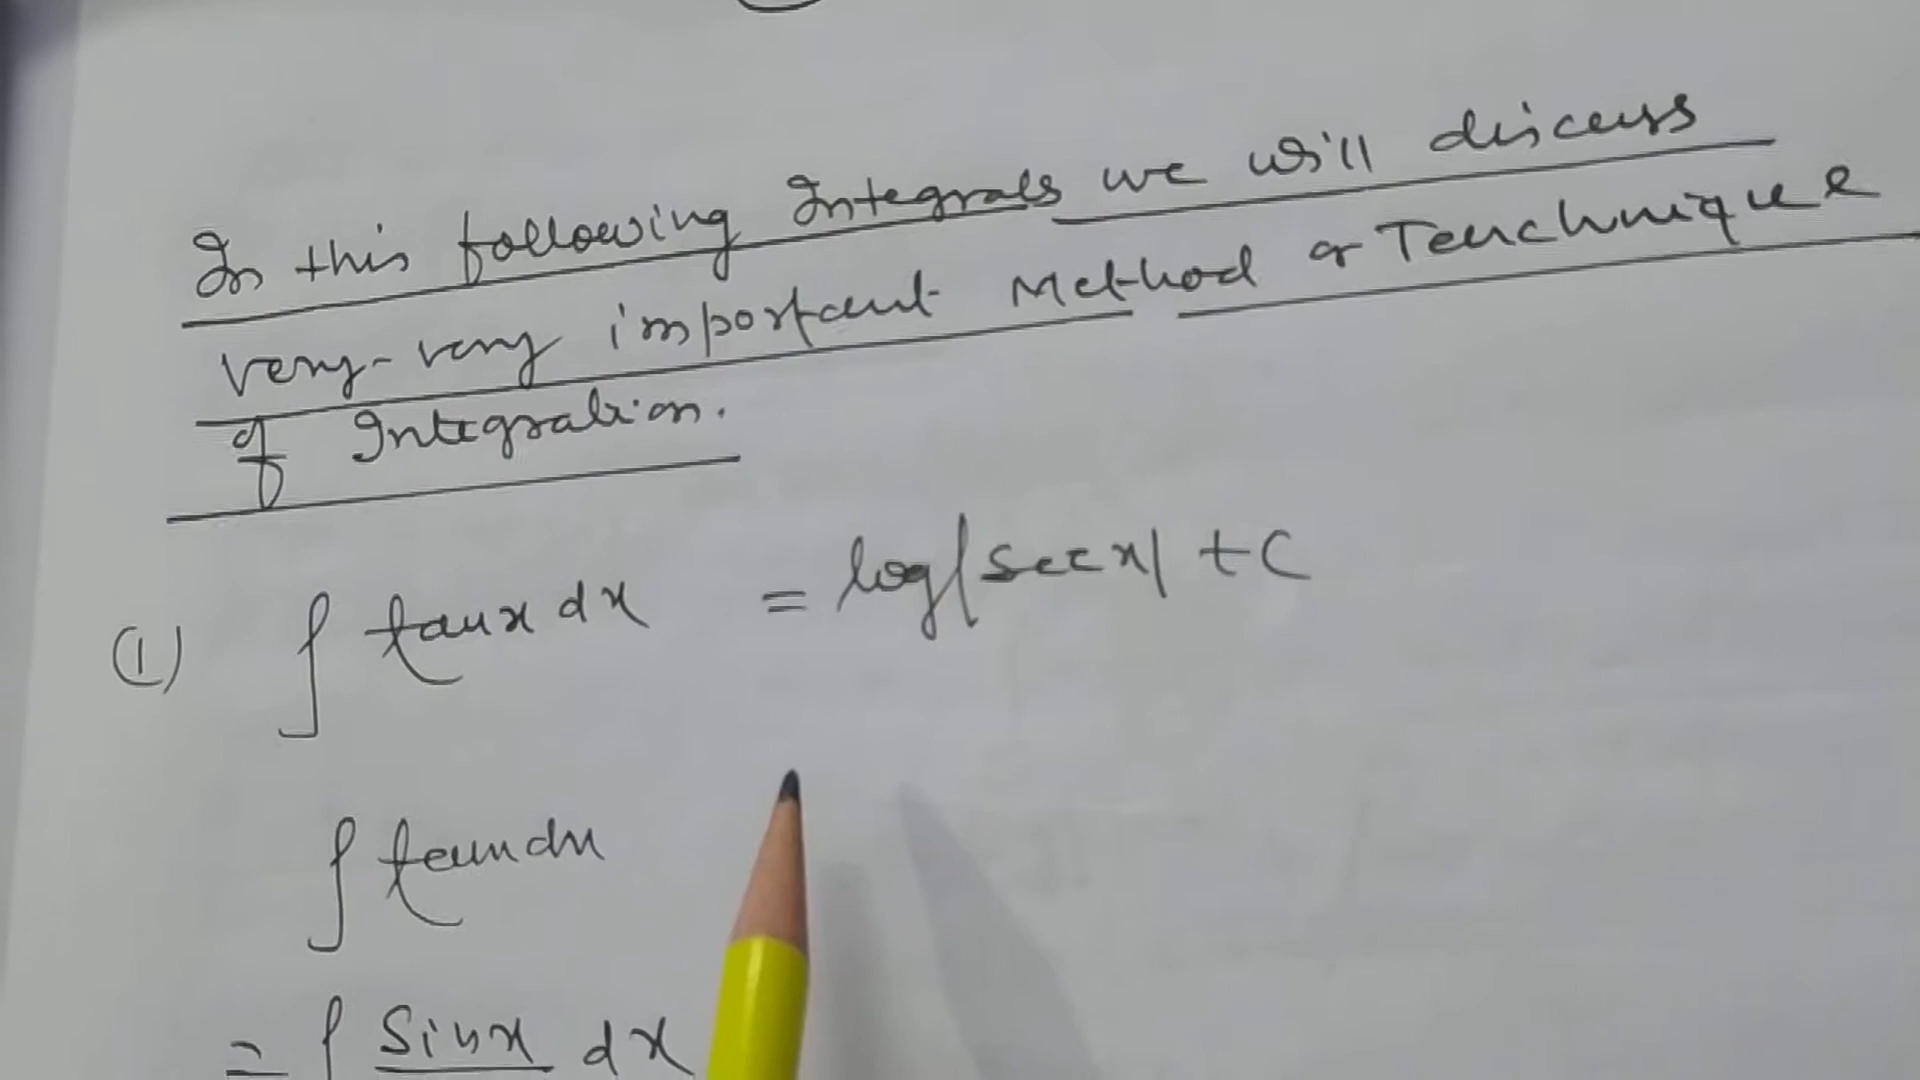 In this following Integrals we will discuss
very-very important Method or Teuchnique
of Integration.
(1) ∫ tanx dx = log|secx| + C
∫ tanx dx
= ∫ Sinx dx